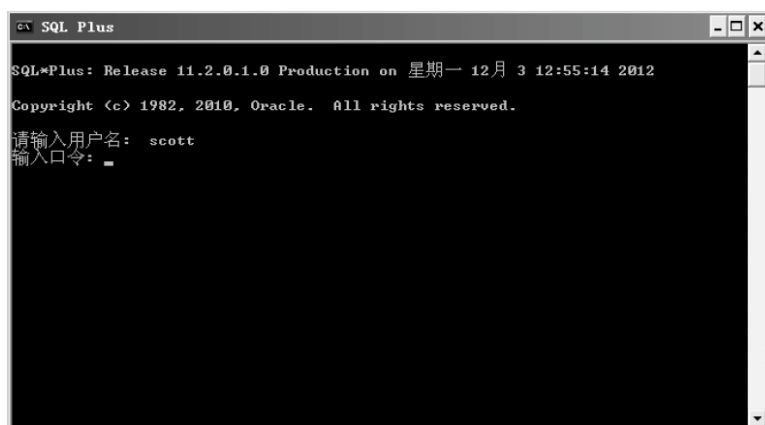 SQL Plus
SQL*Plus: Release 11.2.0.1.0 Production on 星期一 12月 3 12:55:14 2012
Copyright (c) 1982, 2010, Oracle.  All rights reserved.
请输入用户名:  scott
输入口令: